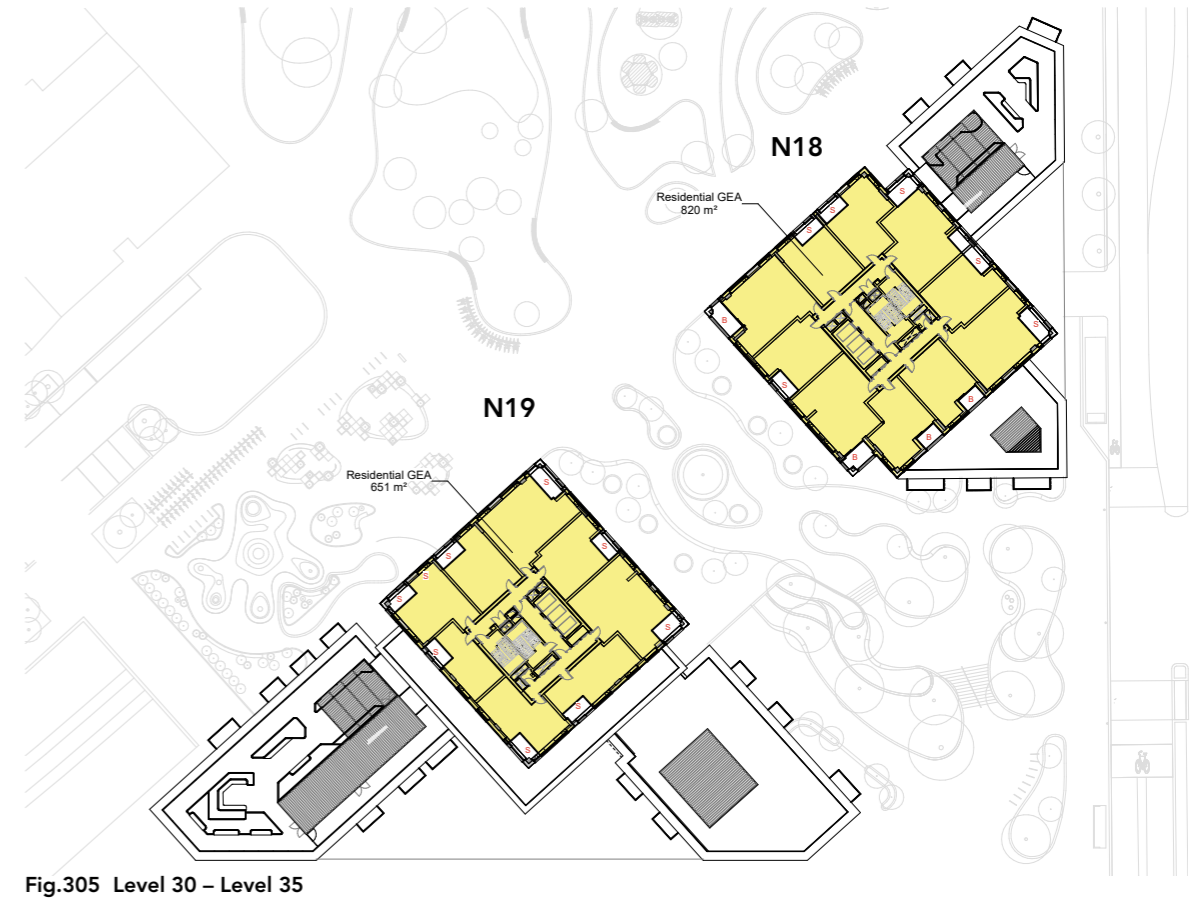 N18
Residential GEA
820 m²
S
S
S
S
B
S
S
B
B
B
N19
Residential GEA
651 m²
S
S
S
S
S
S
S
S
S
Fig.305 Level 30 – Level 35